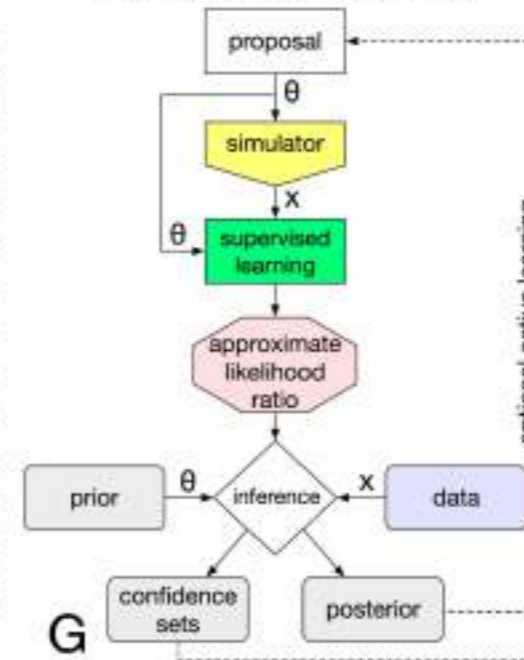 proposal
θ
simulator
x
θ
supervised
learning
approximate
likelihood
ratio
prior
θ
inference
x
data
confidence
sets
posterior
G